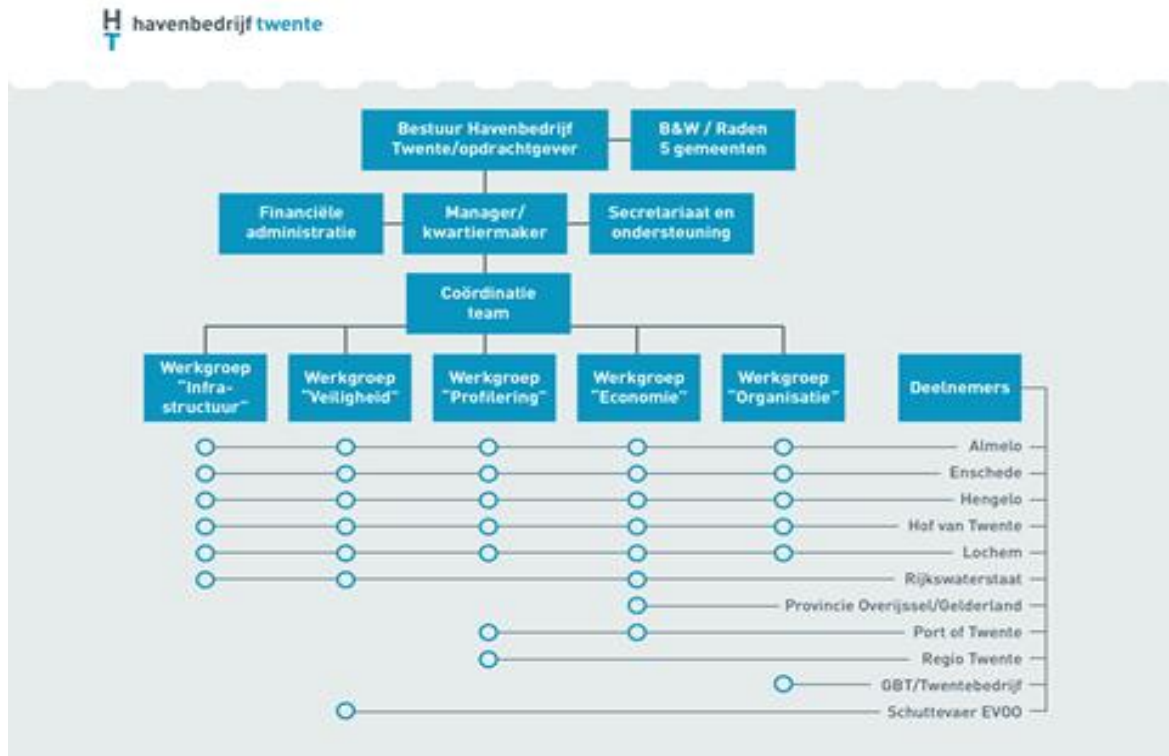 HT havenbedrijf twente
Bestuur Havenbedrijf
Twente/opdrachtgever
B&W / Raden
5 gemeenten
Financiële
administratie
Manager/
kwartiermaker
Secretariaat en
ondersteuning
Coördinatie
team
Werkgroep
"Infra-
structuur"
Werkgroep
"Veiligheid"
Werkgroep
"Profilering"
Werkgroep
"Economie"
Werkgroep
"Organisatie"
Deelnemers
Almelo
Enschede
Hengelo
Hof van Twente
Lochem
Rijkswaterstaat
Provincie Overijssel/Gelderland
Port of Twente
Regio Twente
GBT/Twentebedrijf
Schuttevaer EVOO